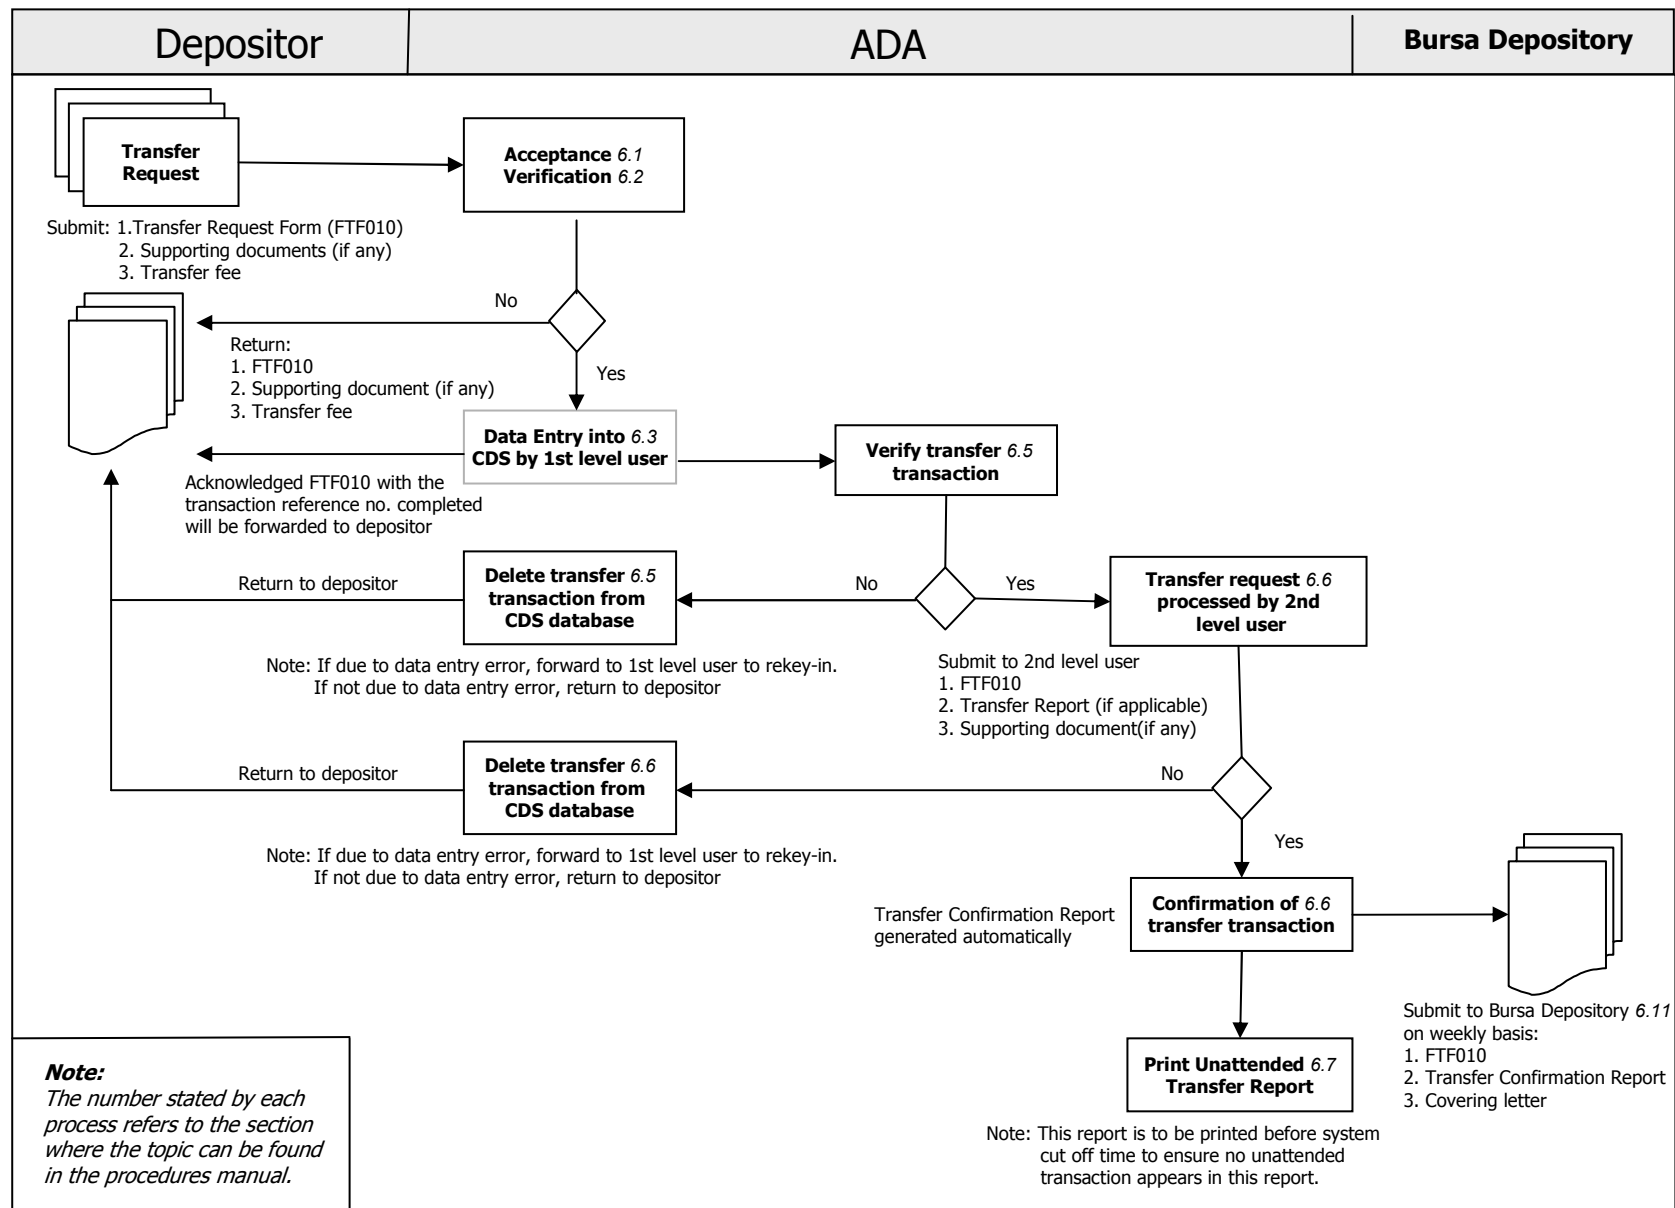 Depositor
ADA
Bursa Depository
Transfer
Request
Acceptance 6.1
Verification 6.2
Submit: 1.Transfer Request Form (FTF010)
2. Supporting documents (if any)
3. Transfer fee
No
Return:
1. FTF010
2. Supporting document (if any)
3. Transfer fee
Yes
Data Entry into 6.3
CDS by 1st level user
Verify transfer 6.5
transaction
Acknowledged FTF010 with the
transaction reference no. completed
will be forwarded to depositor
Return to depositor
Delete transfer 6.5
transaction from
CDS database
No
Yes
Transfer request 6.6
processed by 2nd
level user
Note: If due to data entry error, forward to 1st level user to rekey-in.
If not due to data entry error, return to depositor
Submit to 2nd level user
1. FTF010
2. Transfer Report (if applicable)
3. Supporting document(if any)
Return to depositor
Delete transfer 6.6
transaction from
CDS database
No
Yes
Note: If due to data entry error, forward to 1st level user to rekey-in.
If not due to data entry error, return to depositor
Transfer Confirmation Report
generated automatically
Confirmation of 6.6
transfer transaction
Submit to Bursa Depository 6.11
on weekly basis:
1. FTF010
2. Transfer Confirmation Report
3. Covering letter
Print Unattended 6.7
Transfer Report
Note: This report is to be printed before system
cut off time to ensure no unattended
transaction appears in this report.
Note:
The number stated by each
process refers to the section
where the topic can be found
in the procedures manual.